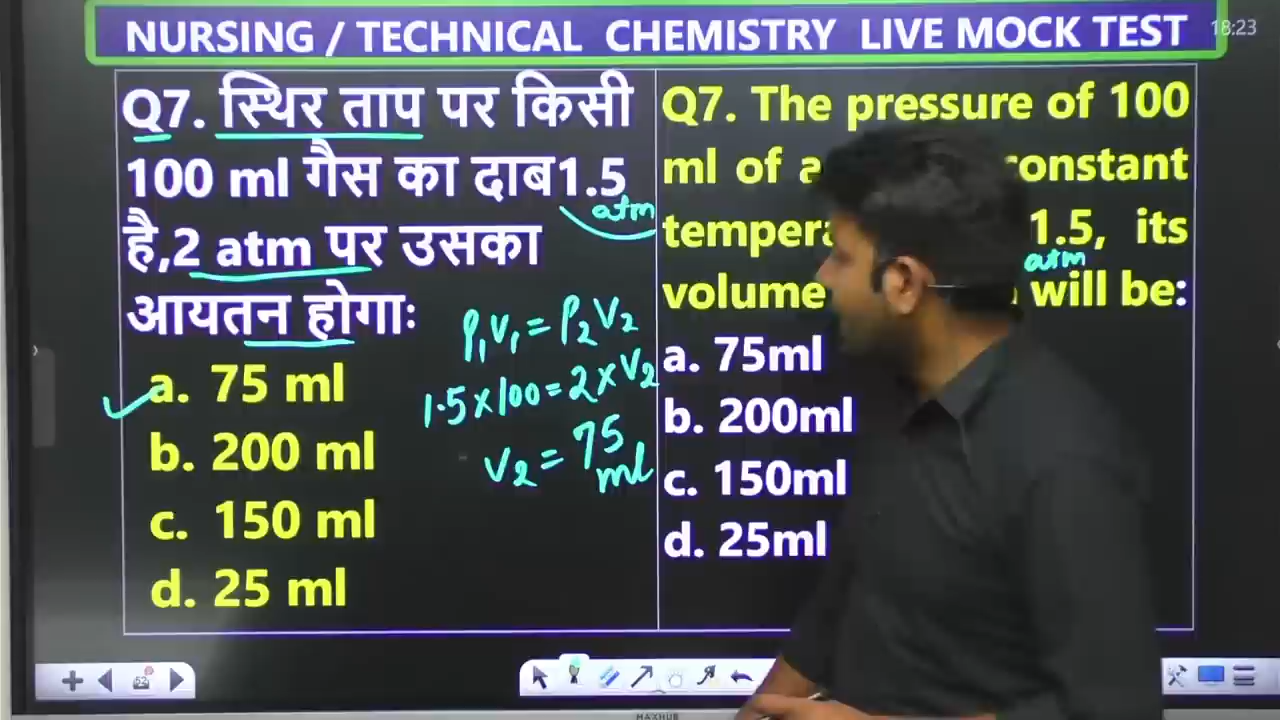 NURSING / TECHNICAL CHEMISTRY LIVE MOCK TEST
18:23
Q7. स्थिर ताप पर किसी
100 ml गैस का दाब1.5
atm
है,2 atm पर उसका
आयतन होगाः
a. 75 ml
b. 200 ml
c. 150 ml
d. 25 ml
P₁V₁ = P₂V₂
1.5×100=2×V₂
V₂ = 75
ml
Q7. The pressure of 100
ml of a constant
1.5, its
atm
volume will be:
a. 75ml
b. 200ml
c. 150ml
d. 25ml
52
MAXHUB